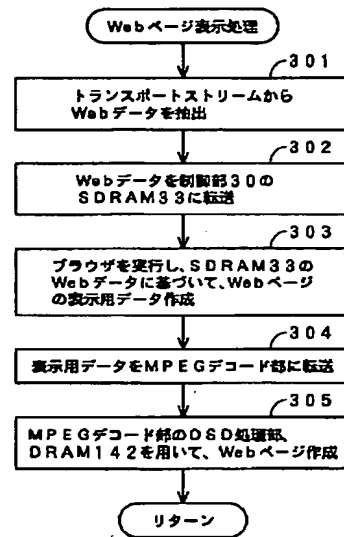 Webページ表示処理
301
トランスポートストリームから
Webデータを抽出
302
Webデータを制御部30の
SDRAM33に転送
303
ブラウザを実行し、SDRAM33の
Webデータに基づいて、Webページ
の表示用データ作成
304
表示用データをMPEGデコード部に転送
305
MPEGデコード部のOSD処理部、
DRAM142を用いて、Webページ作成
リターン